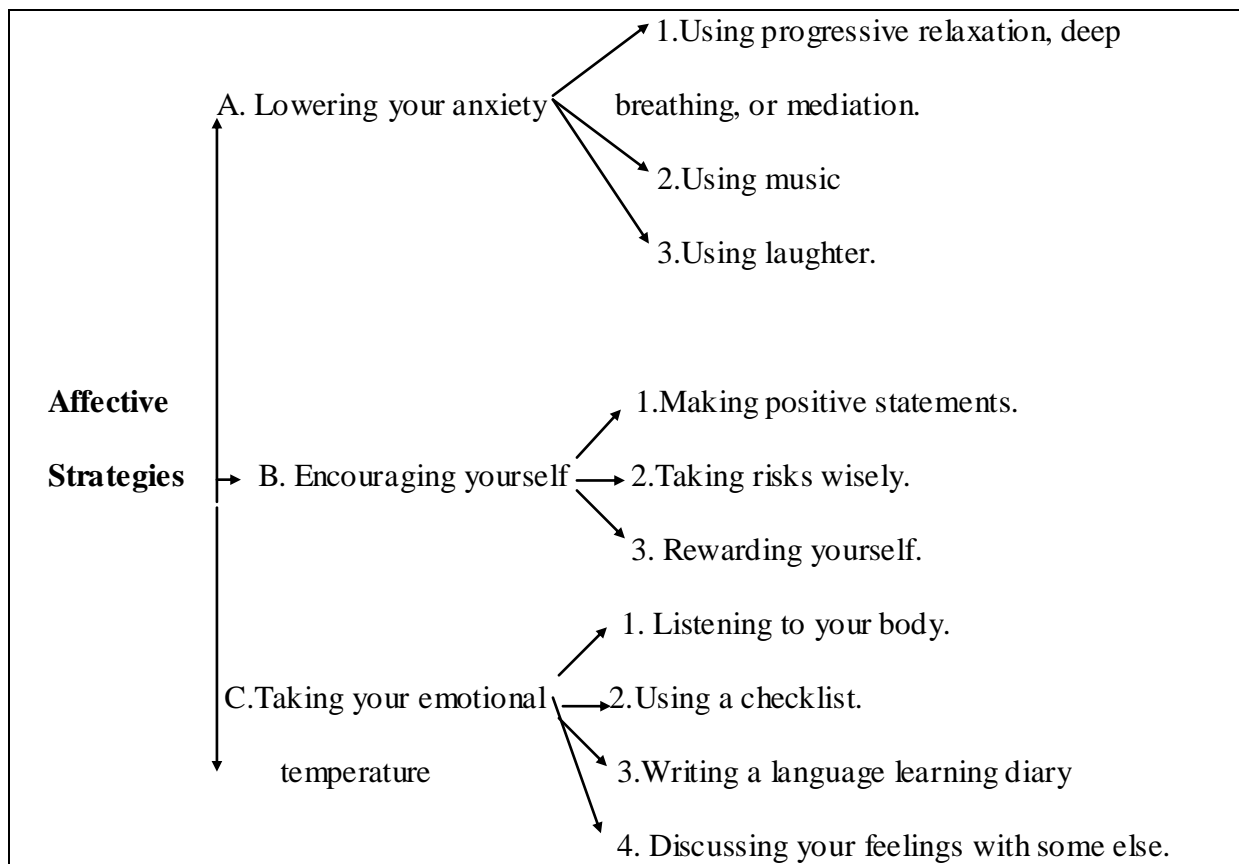 1.Using progressive relaxation, deep
A. Lowering your anxiety breathing, or mediation.
2.Using music
3.Using laughter.
Affective 1.Making positive statements.
Strategies B. Encouraging yourself 2.Taking risks wisely.
3. Rewarding yourself.
1. Listening to your body.
C.Taking your emotional 2.Using a checklist.
temperature 3.Writing a language learning diary
4. Discussing your feelings with some else.